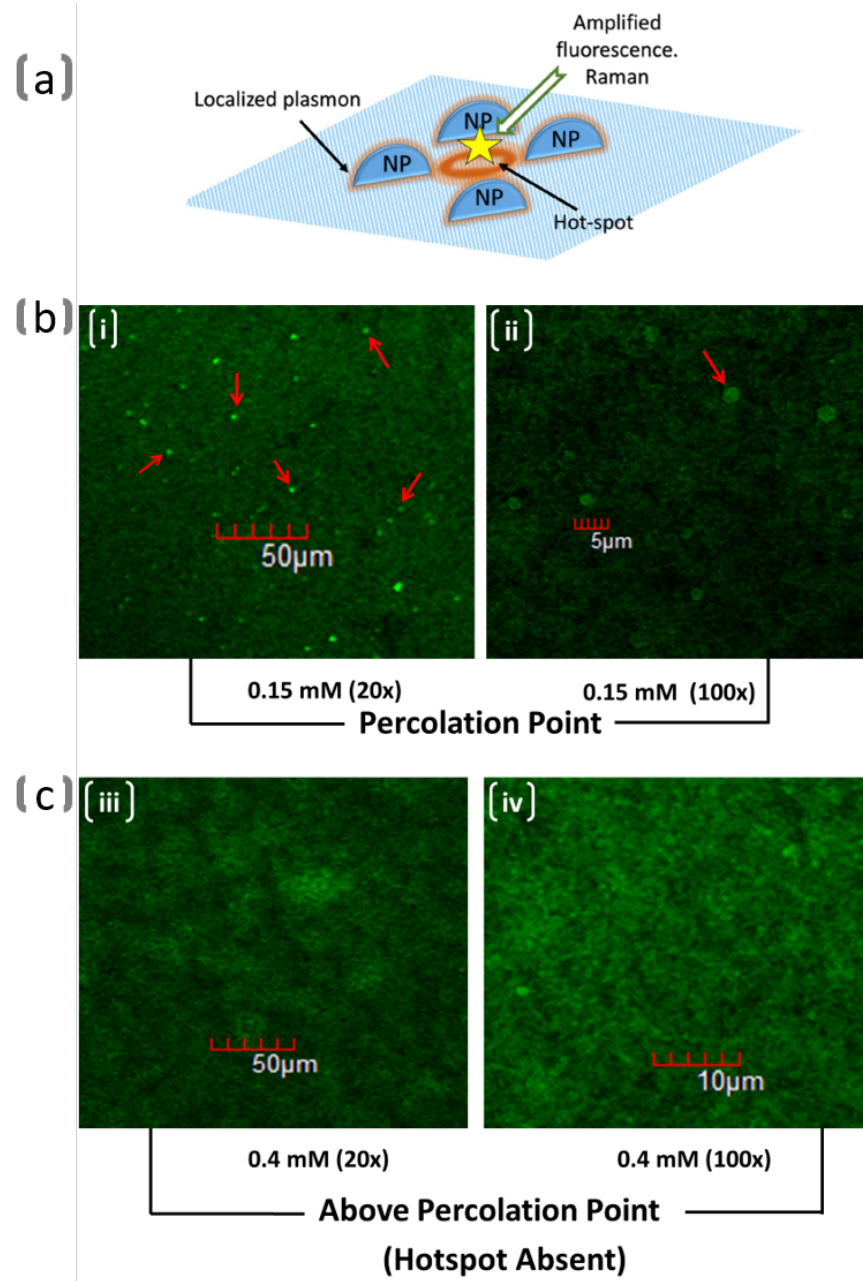 (a)
Amplified
fluorescence.
Raman
Localized plasmon
NP
NP
NP
NP
Hot-spot
(b)
(i)
50µm
(ii)
5µm
0.15 mM (20x)
0.15 mM (100x)
Percolation Point
(c)
(iii)
50µm
(iv)
10µm
0.4 mM (20x)
0.4 mM (100x)
Above Percolation Point
(Hotspot Absent)